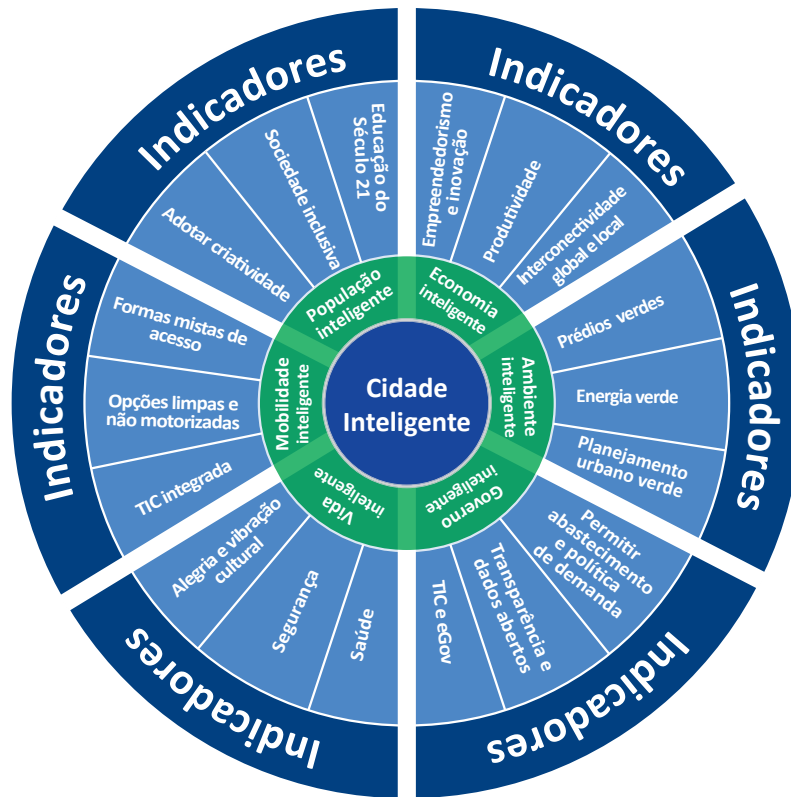 Indicadores
Educação do
Século 21
Sociedade inclusiva
Adotar criatividade
População
inteligente
Indicadores
Empreendedorismo
e inovação
Produtividade
Interconectividade
global e local
Economia
inteligente
Indicadores
Prédios verdes
Energia verde
Planejamento
urbano verde
Ambiente
inteligente
Indicadores
Permitir
abastecimento
e política
de demanda
Transparência e
dados abertos
TIC e eGov
Governo
inteligente
Indicadores
Saúde
Segurança
Alegria e vibração
cultural
Vida
inteligente
Indicadores
TIC integrada
Opções limpas e
não motorizadas
Formas mistas de
acesso
Mobilidade
inteligente
Cidade
Inteligente